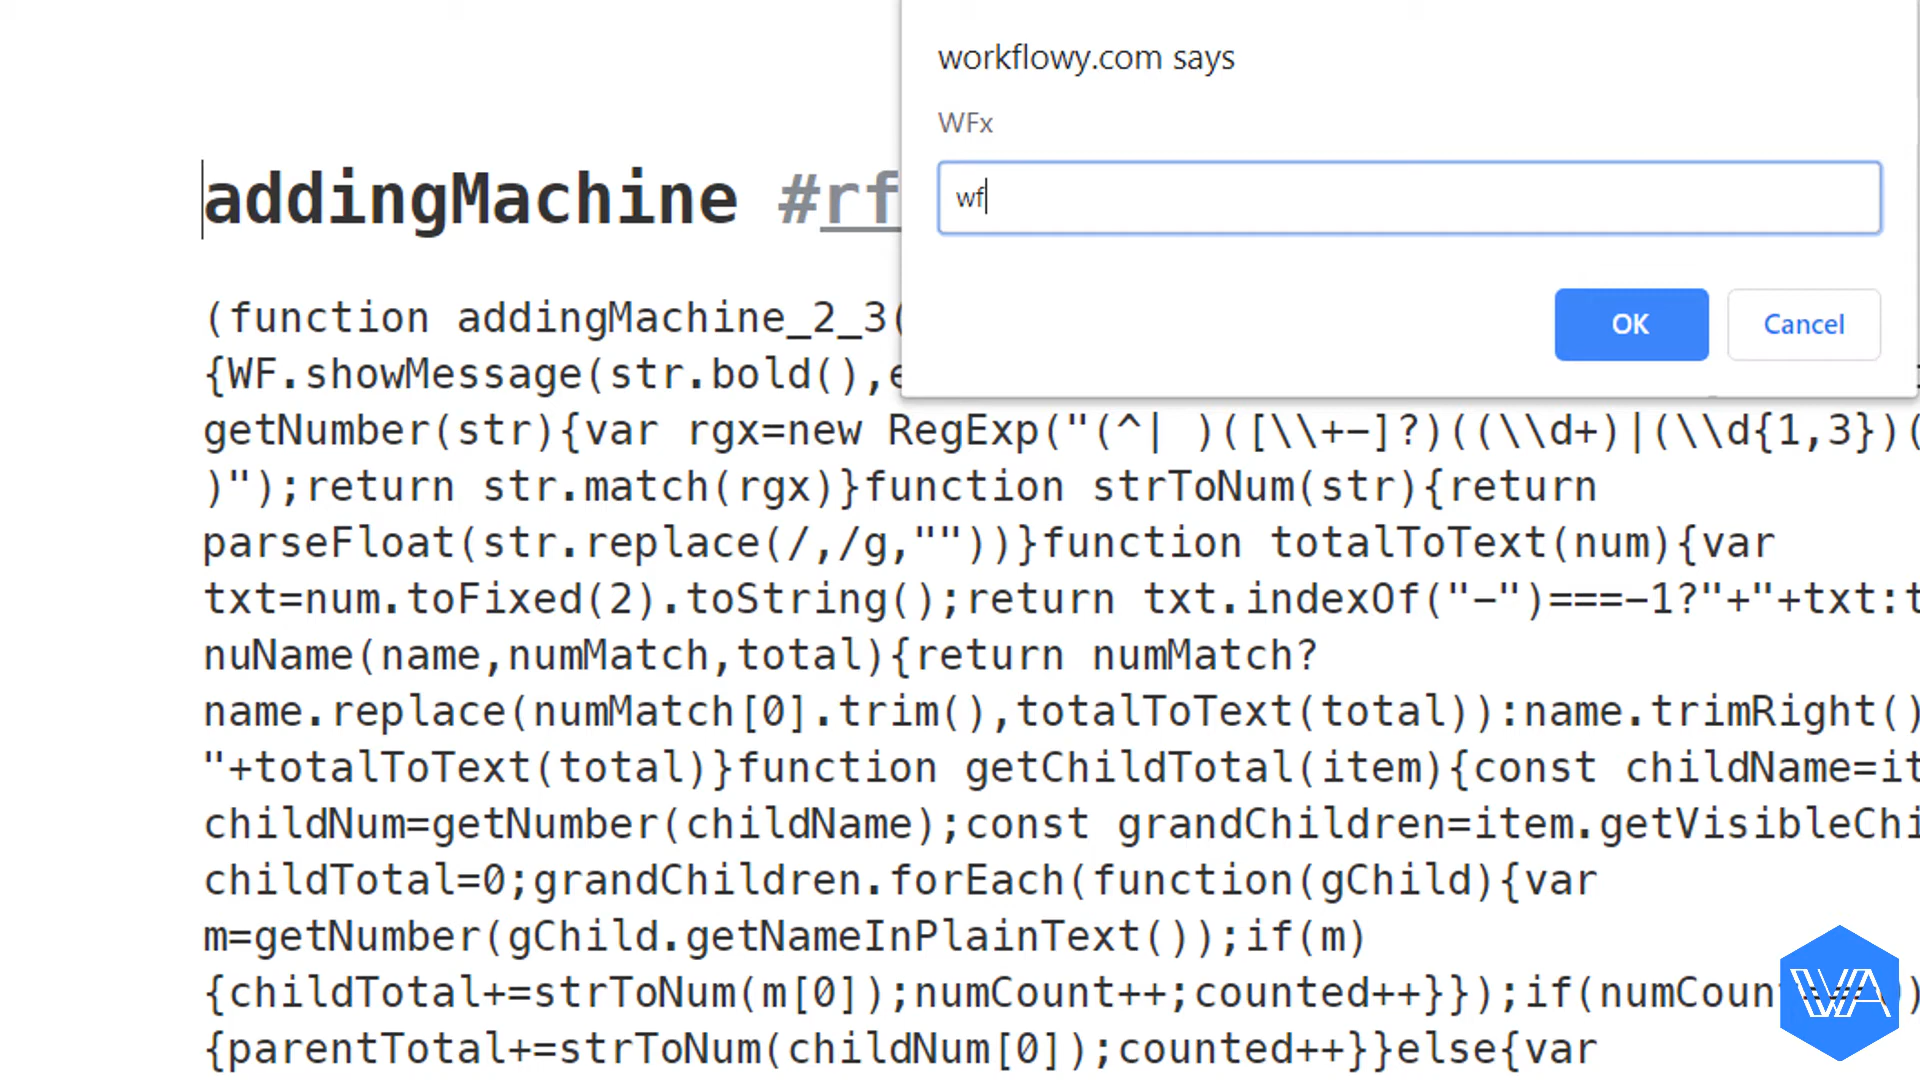 workflowy.com says
WFx
wf
OK Cancel
addingMachine #rf
(function addingMachine_2_3(
{WF.showMessage(str.bold(),
getNumber(str){var rgx=new RegExp("(^| )([\\+-]?)((\\d+)|(\\d{1,3})(
)");return str.match(rgx)}function strToNum(str){return
parseFloat(str.replace(/,/g,""))}function totalToText(num){var
txt=num.toFixed(2).toString();return txt.indexOf("-")===-1?"+"+txt:t
nuName(name,numMatch,total){return numMatch?
name.replace(numMatch[0].trim(),totalToText(total)):name.trimRight()
"+totalToText(total)}function getChildTotal(item){const childName=it
childNum=getNumber(childName);const grandChildren=item.getVisibleChi
childTotal=0;grandChildren.forEach(function(gChild){var
m=getNumber(gChild.getNameInPlainText());if(m)
{childTotal+=strToNum(m[0]);numCount++;counted++}});if(numCoun
{parentTotal+=strToNum(childNum[0]);counted++}}else{var
WA